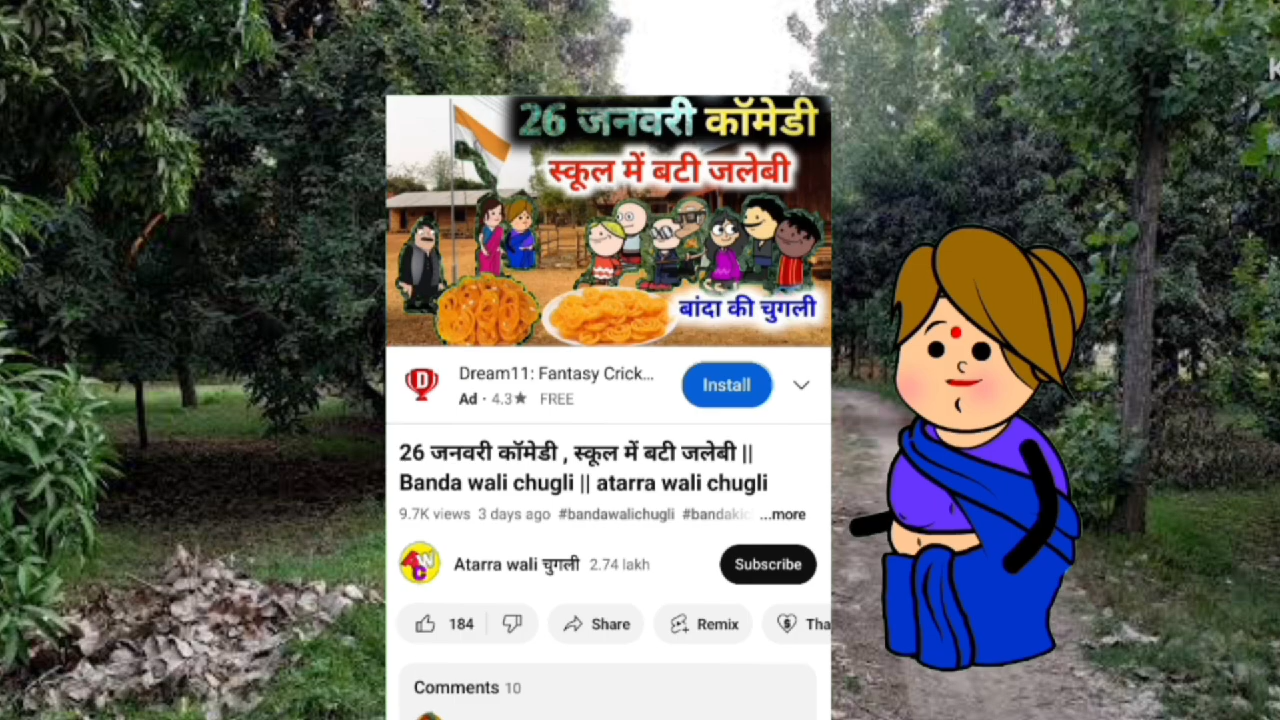 26 जनवरी कॉमेडी
स्कूल में बटी जलेबी
बांदा की चुगली
Dream11: Fantasy Crick...
Ad · 4.3★ FREE
Install
26 जनवरी कॉमेडी , स्कूल में बटी जलेबी ||
Banda wali chugli || atarra wali chugli
9.7K views 3 days ago #bandawalichugli #bandakic ...more
Atarra wali चुगली 2.74 lakh
Subscribe
184 Share Remix Tha
Comments 10